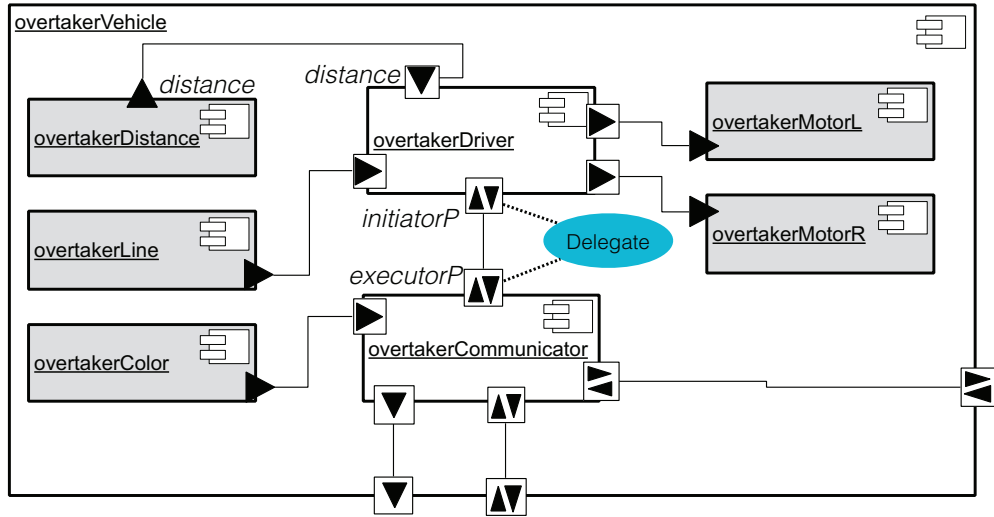 overtakerVehicle
distance
distance
overtakerDistance
overtakerDriver
overtakerMotorL
initiatorP
Delegate
overtakerMotorR
overtakerLine
executorP
overtakerColor
overtakerCommunicator